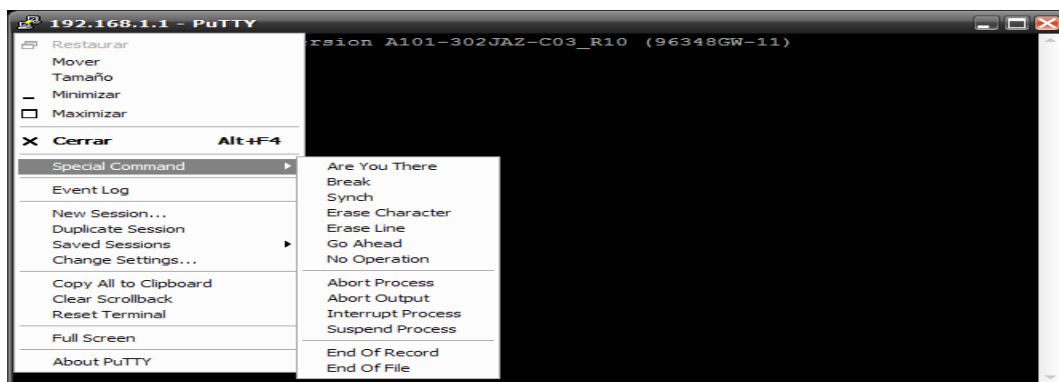 192.168.1.1 - PuTTY
rsion A101-302JAZ-C03_R10 (96348GW-11)
Restaurar
Mover
Tamaño
Minimizar
Maximizar
Cerrar Alt+F4
Special Command
Event Log
New Session...
Duplicate Session
Saved Sessions
Change Settings...
Copy All to Clipboard
Clear Scrollback
Reset Terminal
Full Screen
About PuTTY
Are You There
Break
Synch
Erase Character
Erase Line
Go Ahead
No Operation
Abort Process
Abort Output
Interrupt Process
Suspend Process
End Of Record
End Of File